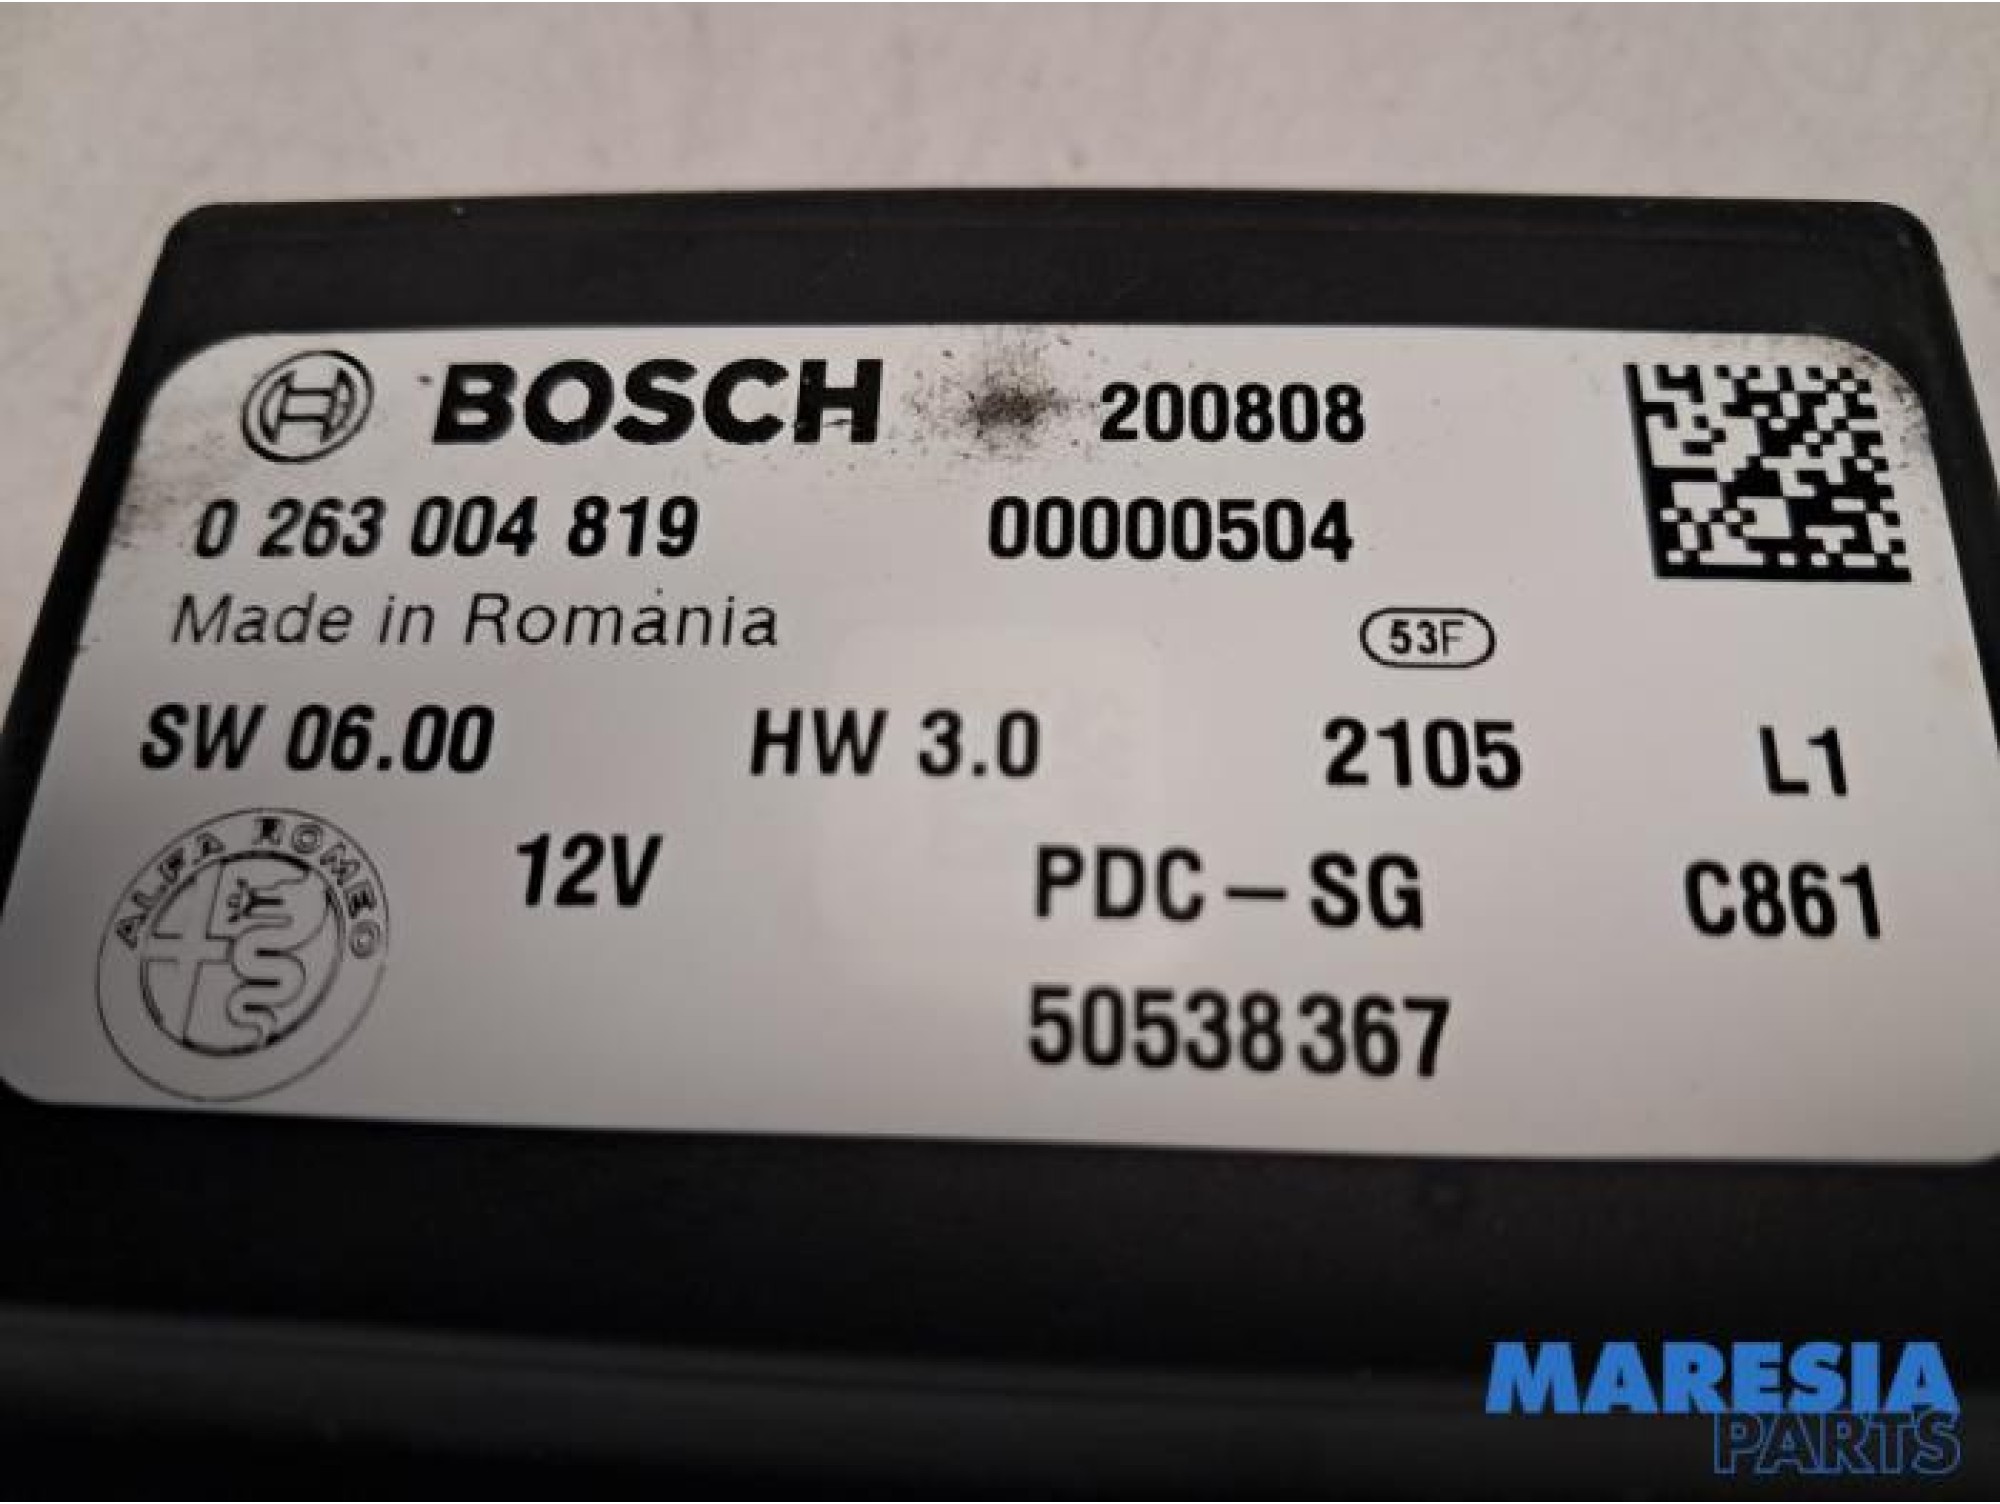 BOSCH 200808
0 263 004 819 00000504
Made in Romania
53F
SW 06.00 HW 3.0 2105 L1
ALFA ROMEO
12V PDC-SG C861
50538367
MARESIA
PARTS